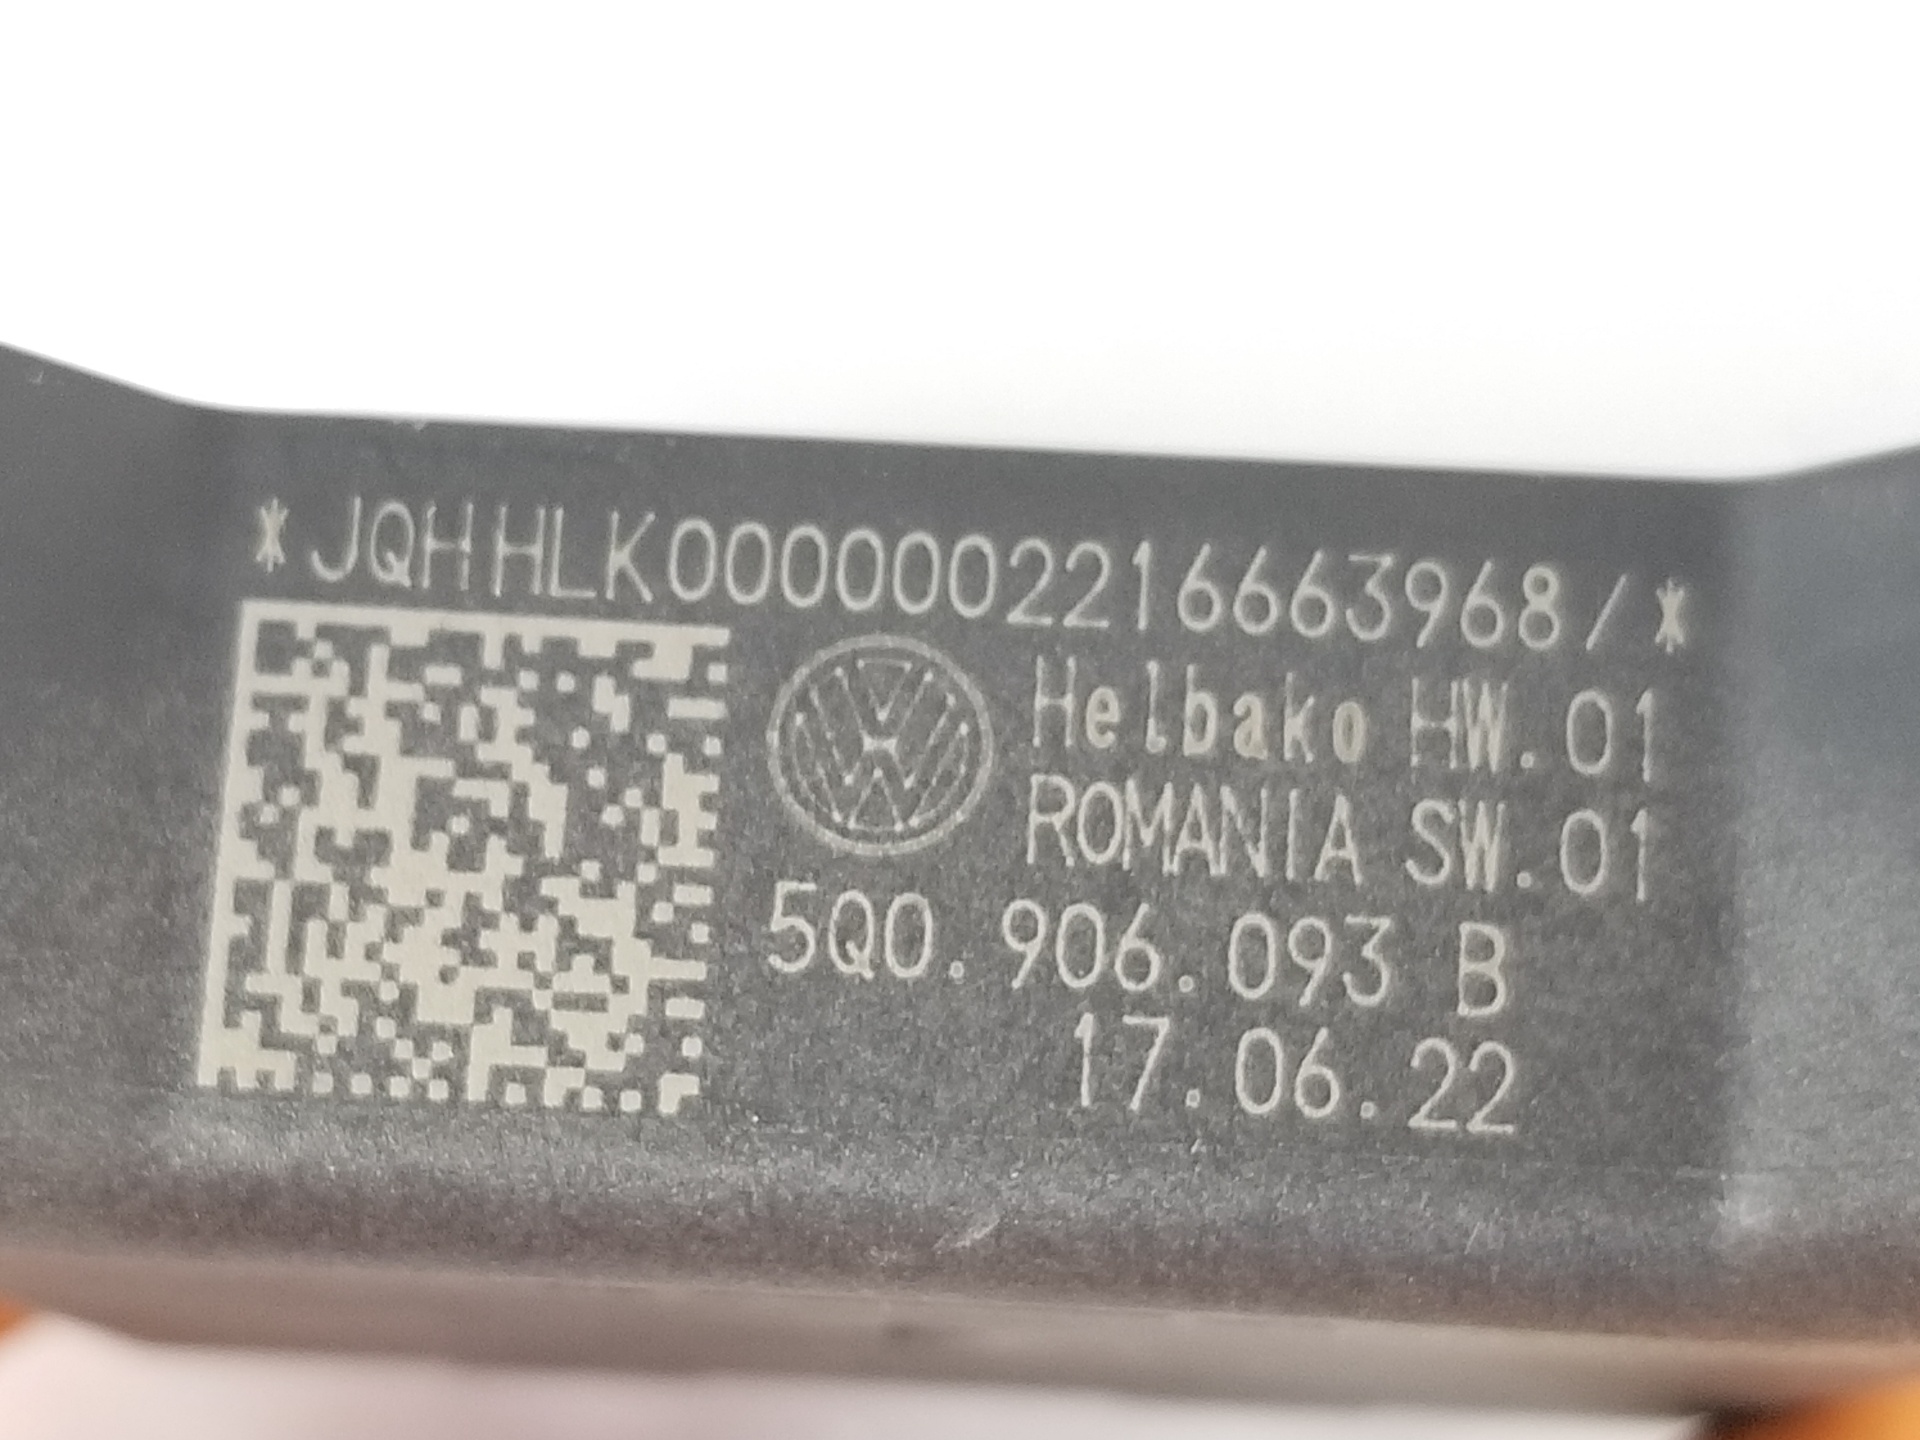 *JQHHLK0000002216663968/*
Helbako HW.01
ROMANIA SW.01
5Q0.906.093 B
17.06.22